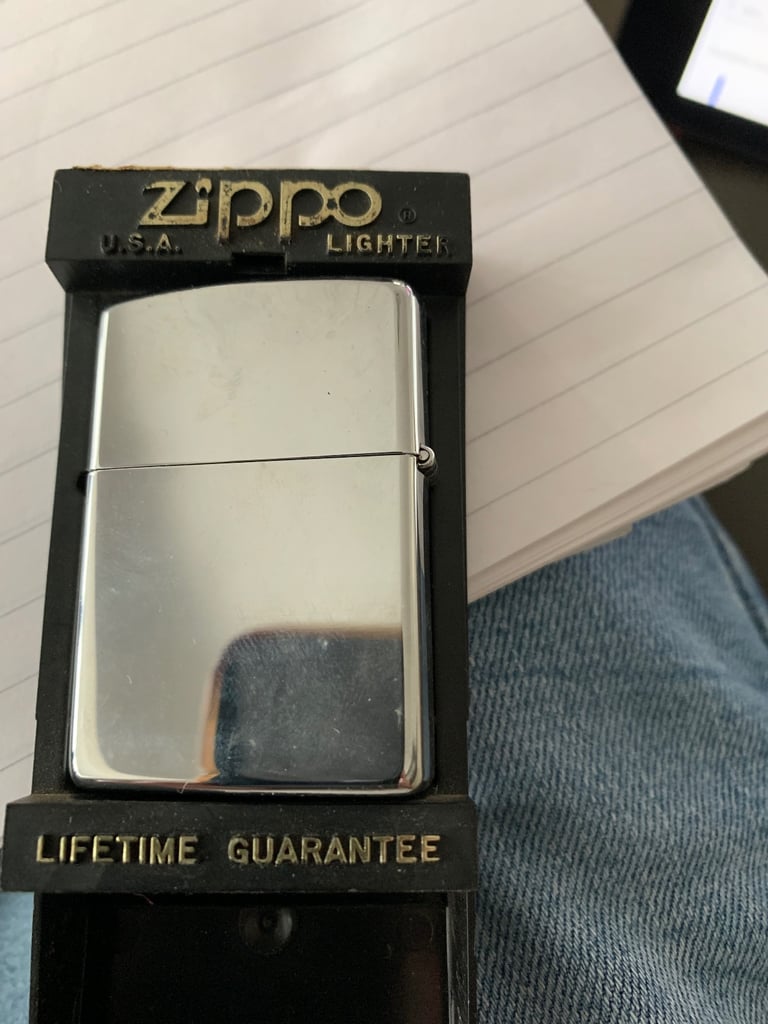 Zippo ®
U.S.A. LIGHTER
LIFETIME GUARANTEE